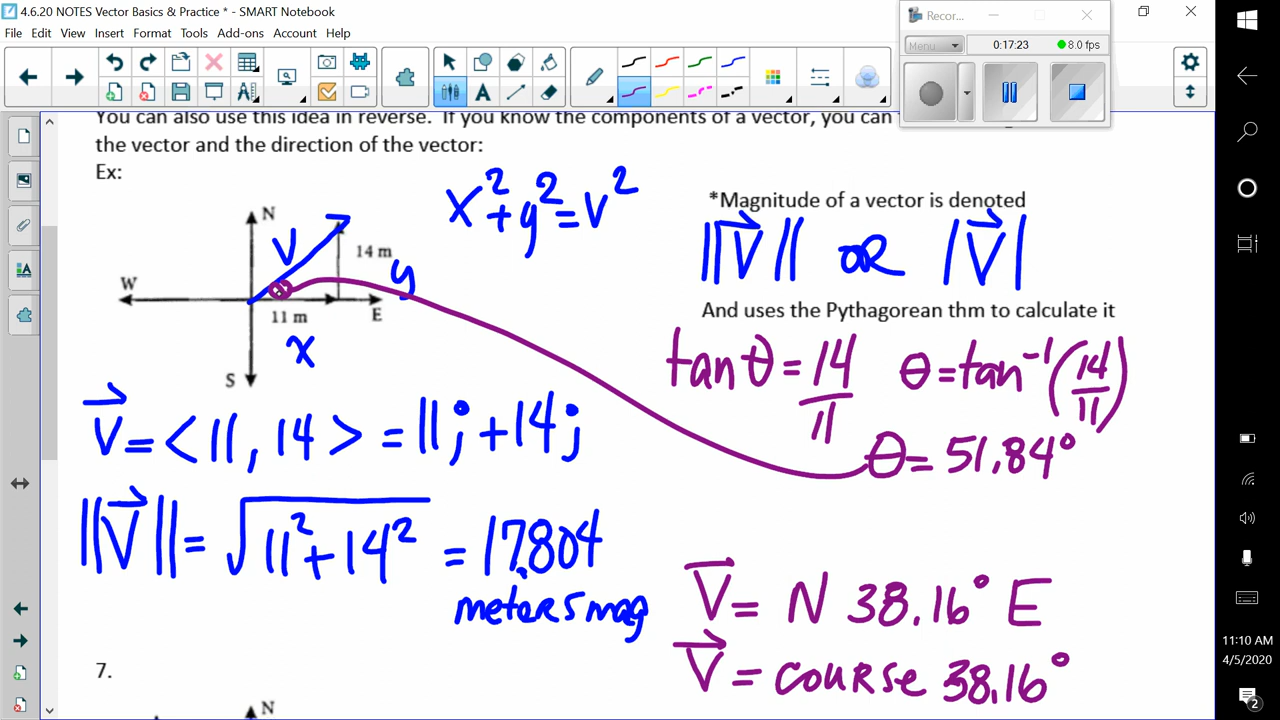 4.6.20 NOTES Vector Basics & Practice * - SMART Notebook
File Edit View Insert Format Tools Add-ons Account Help
Recor...
Menu
0:17:23
8.0 fps
You can also use this idea in reverse. If you know the components of a vector, you can
the vector and the direction of the vector:
Ex:
x² + y² = v²
*Magnitude of a vector is denoted
||V|| OR |V|
N
V
14 m
y
W
E
11 m
x
S
And uses the Pythagorean thm to calculate it
tan θ = 14/11 θ = tan⁻¹(14/11)
θ = 51.84°
V = <11, 14> = 11i + 14j
||V|| = √11² + 14² = 17.804
meters mag
V = N 38.16° E
V = course 38.16°
7.
N
11:10 AM
4/5/2020
2